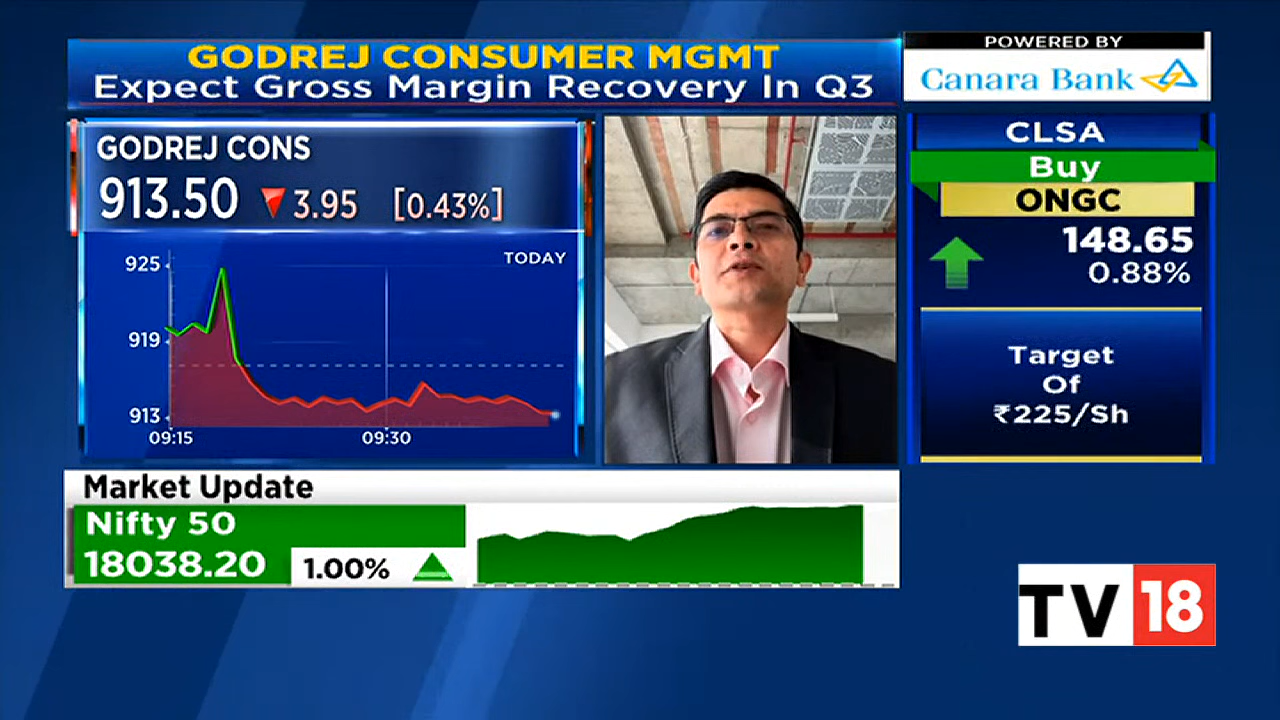 GODREJ CONSUMER MGMT
Expect Gross Margin Recovery In Q3
POWERED BY
Canara Bank
GODREJ CONS
913.50 ▼ 3.95 [0.43%]
TODAY
925
919
913
09:15 09:30
CLSA
Buy
ONGC
148.65
0.88%
Target
Of
₹225/Sh
Market Update
Nifty 50
18038.20 1.00%
TV18